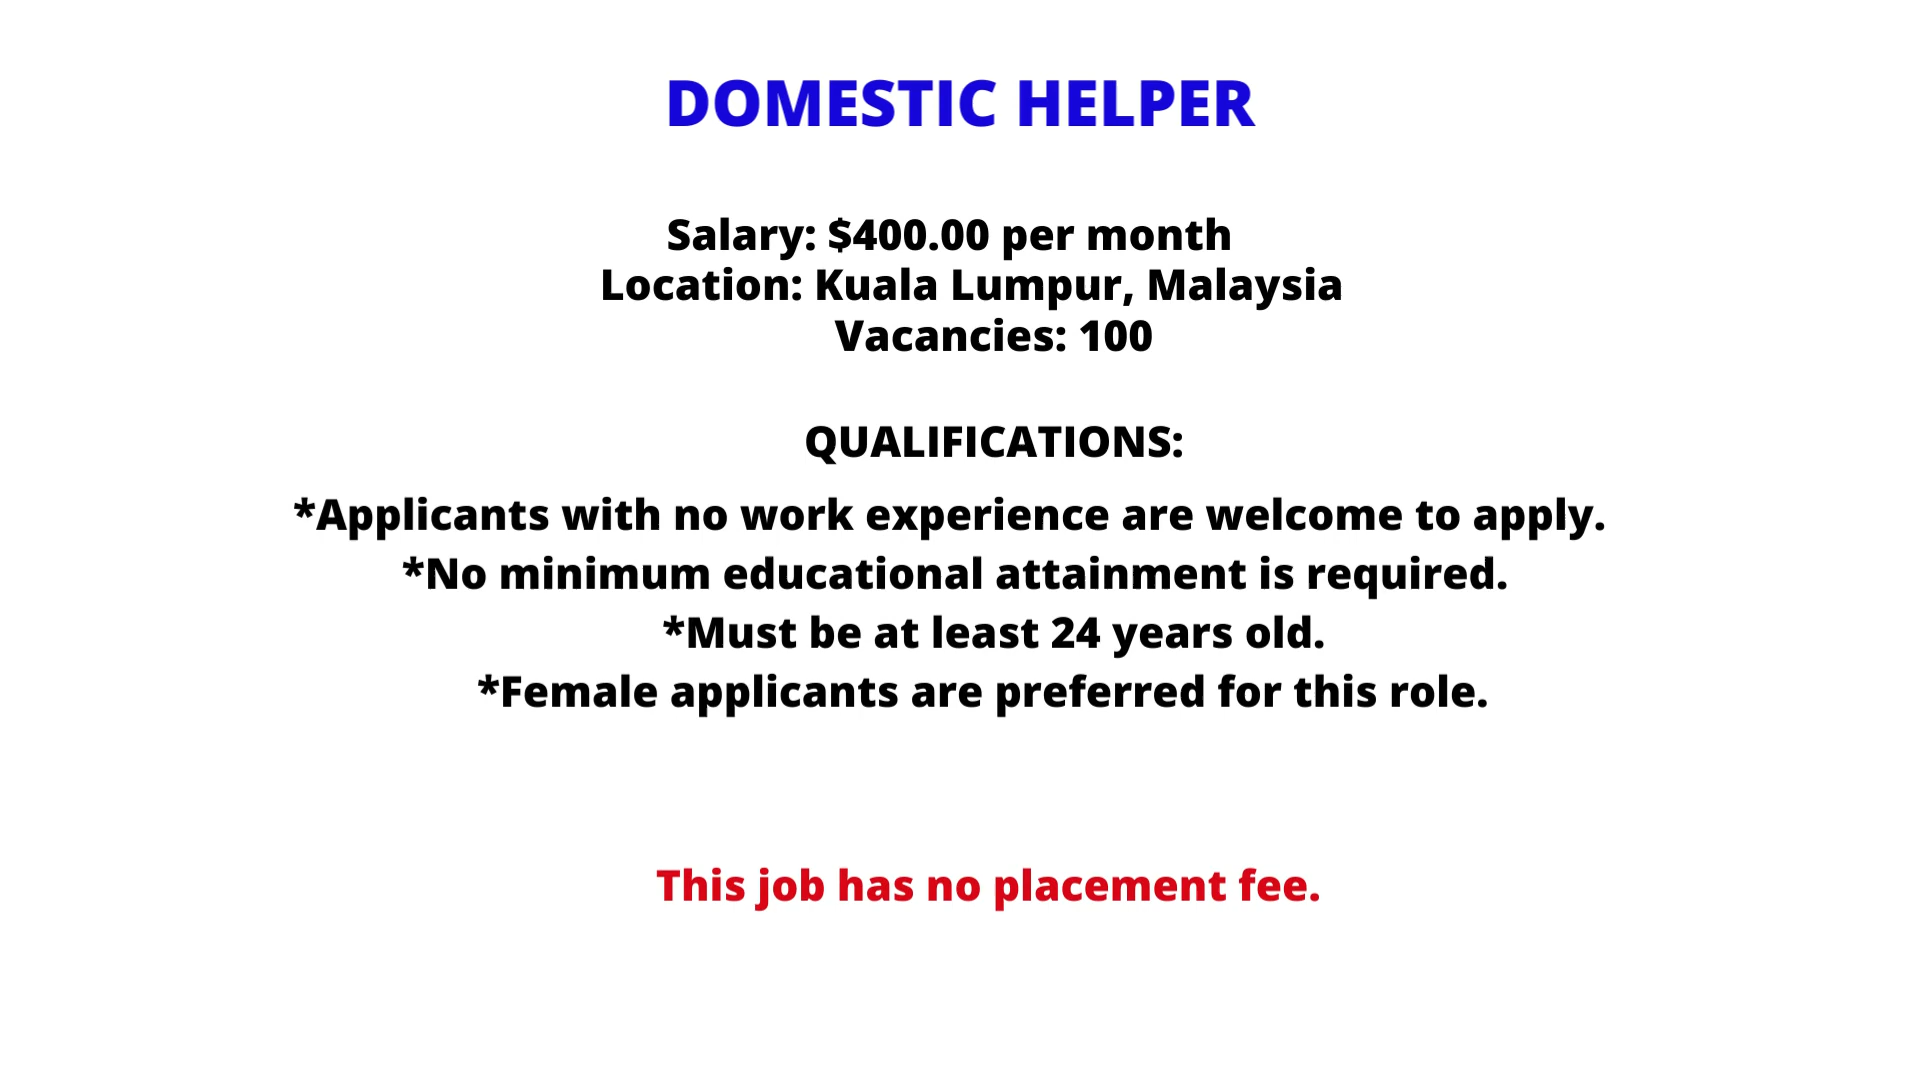 DOMESTIC HELPER
Salary: $400.00 per month
Location: Kuala Lumpur, Malaysia
Vacancies: 100
QUALIFICATIONS:
*Applicants with no work experience are welcome to apply.
*No minimum educational attainment is required.
*Must be at least 24 years old.
*Female applicants are preferred for this role.
This job has no placement fee.